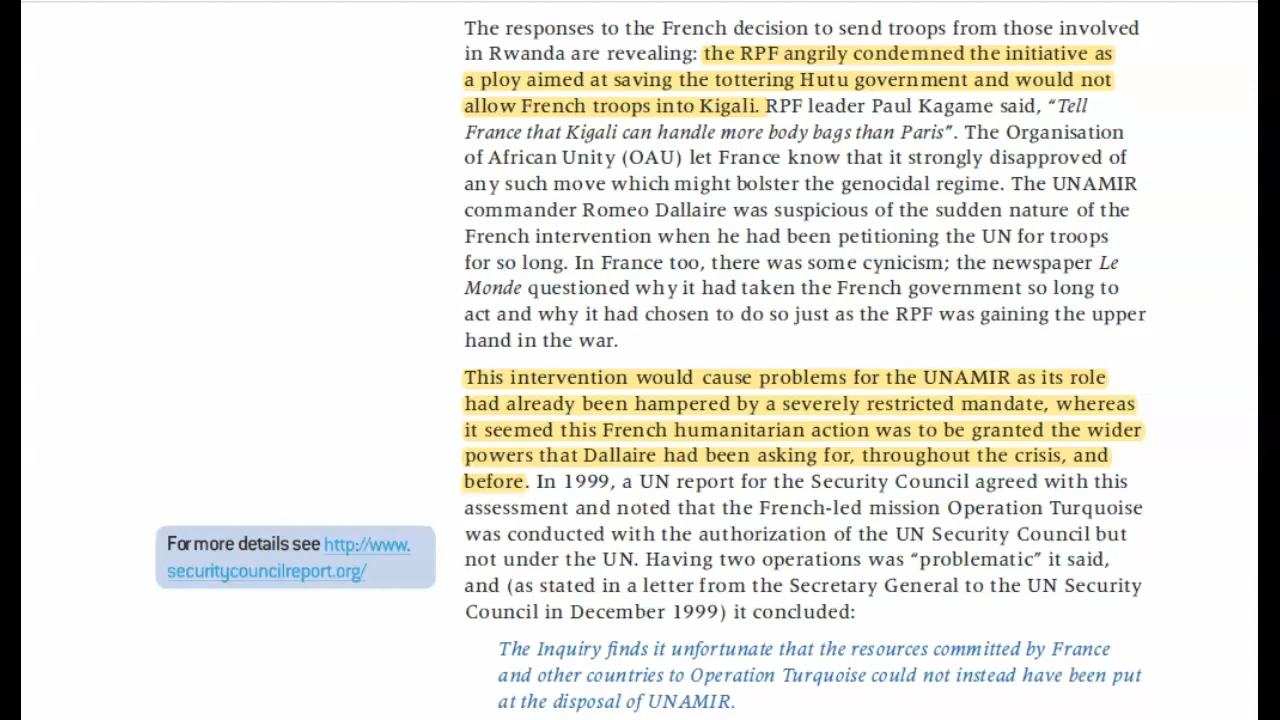 The responses to the French decision to send troops from those involved
in Rwanda are revealing: the RPF angrily condemned the initiative as
a ploy aimed at saving the tottering Hutu government and would not
allow French troops into Kigali. RPF leader Paul Kagame said, “Tell
France that Kigali can handle more body bags than Paris”. The Organisation
of African Unity (OAU) let France know that it strongly disapproved of
any such move which might bolster the genocidal regime. The UNAMIR
commander Romeo Dallaire was suspicious of the sudden nature of the
French intervention when he had been petitioning the UN for troops
for so long. In France too, there was some cynicism; the newspaper Le
Monde questioned why it had taken the French government so long to
act and why it had chosen to do so just as the RPF was gaining the upper
hand in the war.
This intervention would cause problems for the UNAMIR as its role
had already been hampered by a severely restricted mandate, whereas
it seemed this French humanitarian action was to be granted the wider
powers that Dallaire had been asking for, throughout the crisis, and
before. In 1999, a UN report for the Security Council agreed with this
assessment and noted that the French-led mission Operation Turquoise
was conducted with the authorization of the UN Security Council but
not under the UN. Having two operations was “problematic” it said,
and (as stated in a letter from the Secretary General to the UN Security
Council in December 1999) it concluded:
The Inquiry finds it unfortunate that the resources committed by France
and other countries to Operation Turquoise could not instead have been put
at the disposal of UNAMIR.
For more details see http://www.
securitycouncilreport.org/